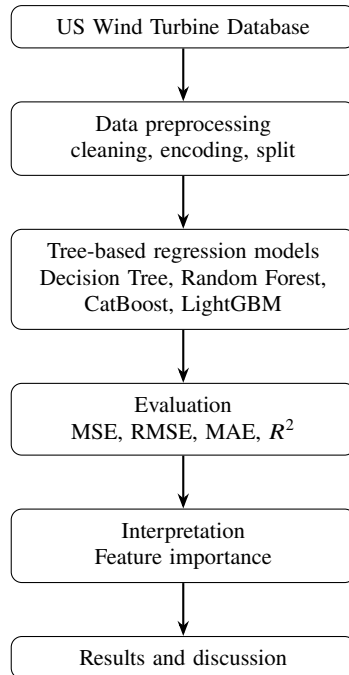 US Wind Turbine Database
Data preprocessing
cleaning, encoding, split
Tree-based regression models
Decision Tree, Random Forest,
CatBoost, LightGBM
Evaluation
MSE, RMSE, MAE, R²
Interpretation
Feature importance
Results and discussion